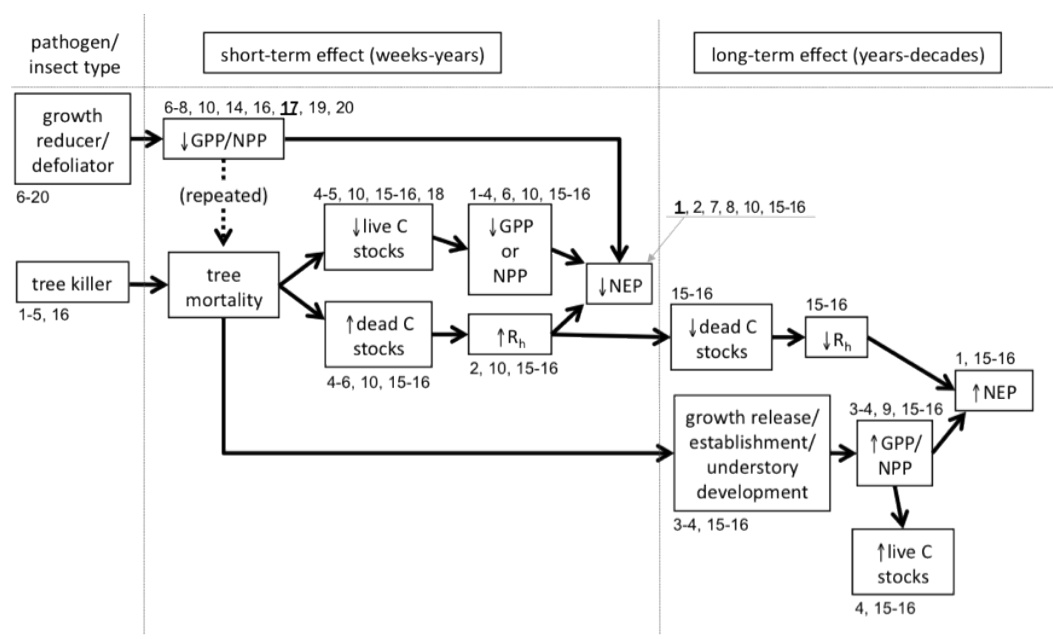 pathogen/
insect type
short-term effect (weeks-years)
long-term effect (years-decades)
growth
reducer/
defoliator
6-20
6-8, 10, 14, 16, 17, 19, 20
↓GPP/NPP
(repeated)
tree killer
1-5, 16
tree
mortality
4-5, 10, 15-16, 18
↓live C
stocks
1-4, 6, 10, 15-16
↓GPP
or
NPP
1, 2, 7, 8, 10, 15-16
↓NEP
↑dead C
stocks
4-6, 10, 15-16
↑Rh
2, 10, 15-16
15-16
↓dead C
stocks
15-16
↓Rh
1, 15-16
↑NEP
growth release/
establishment/
understory
development
3-4, 15-16
3-4, 9, 15-16
↑GPP/
NPP
↑live C
stocks
4, 15-16